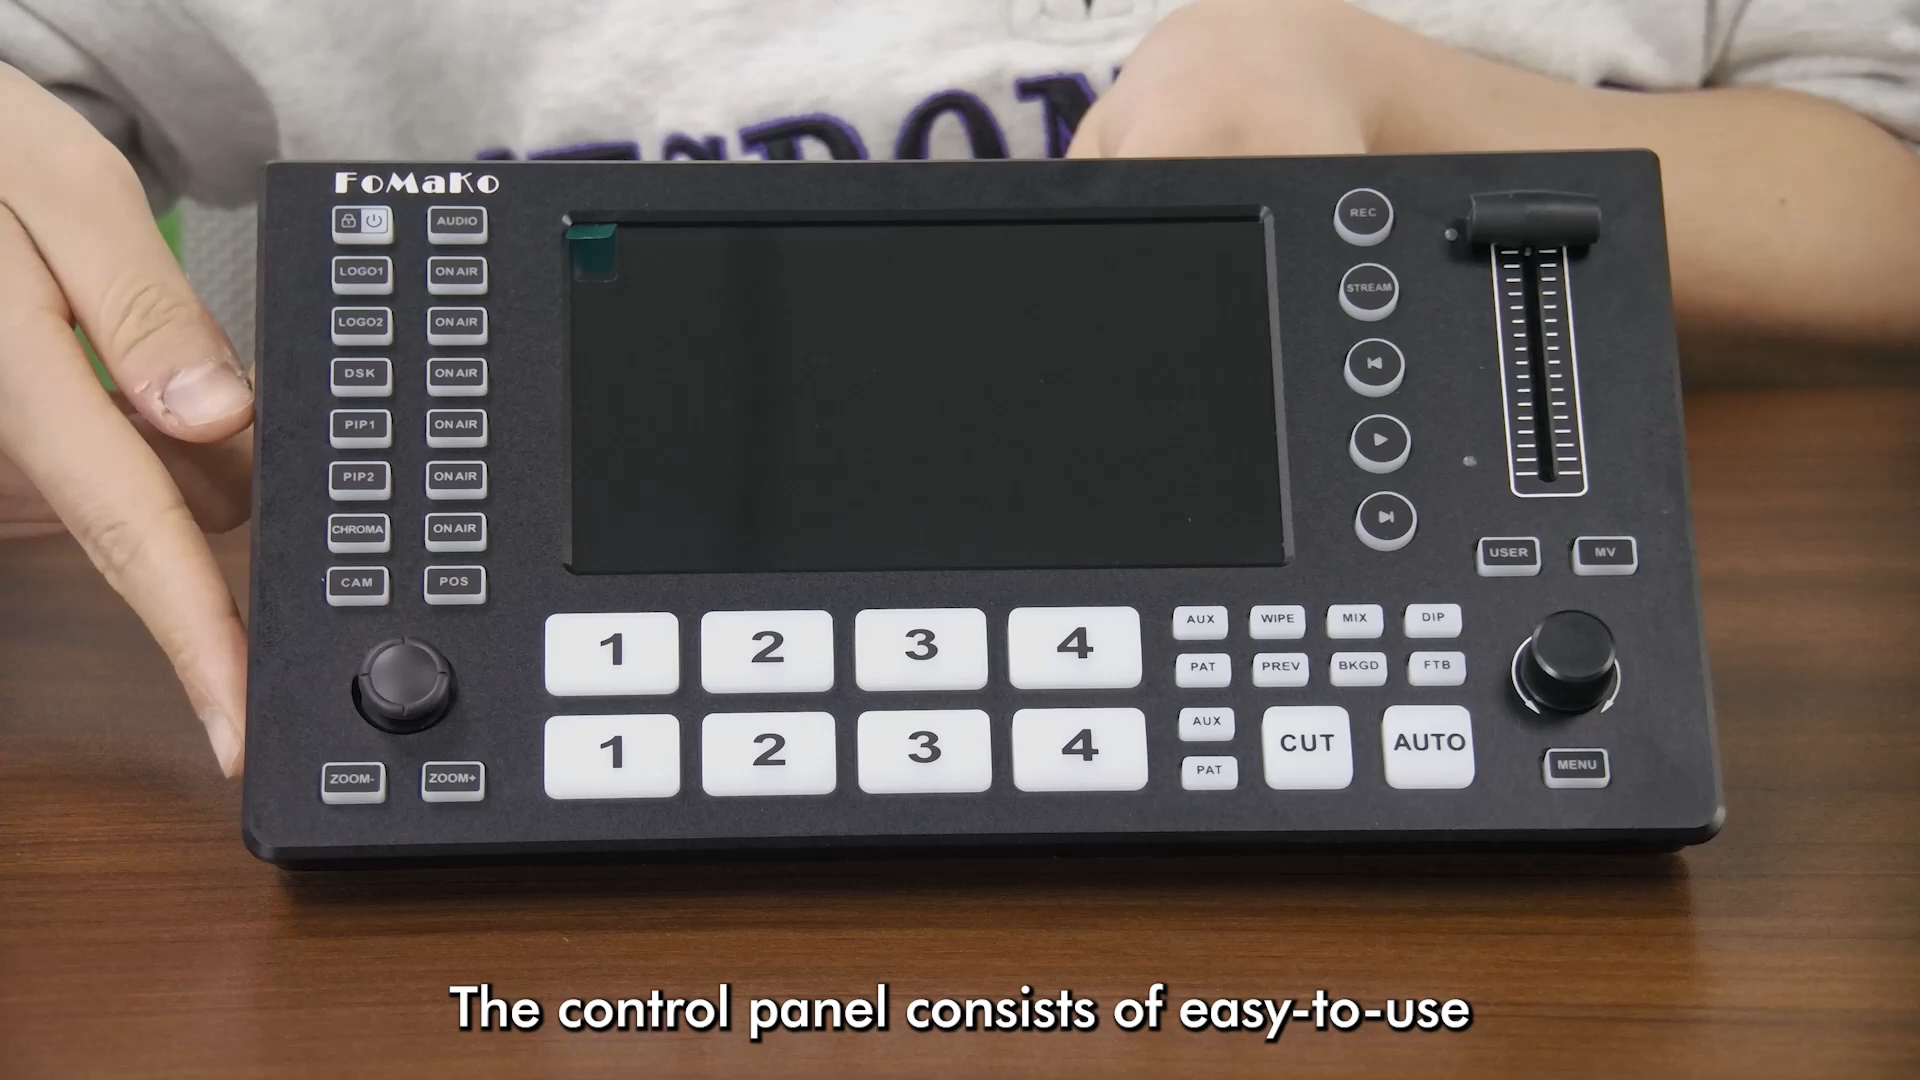 FoMaKo
AUDIO
LOGO1 ON AIR
LOGO2 ON AIR
DSK ON AIR
PIP1 ON AIR
PIP2 ON AIR
CHROMA ON AIR
CAM POS
ZOOM- ZOOM+
REC
STREAM
USER MV
1 2 3 4
AUX WIPE MIX DIP
PAT PREV BKGD FTB
1 2 3 4
AUX
PAT
CUT AUTO
MENU
The control panel consists of easy-to-use